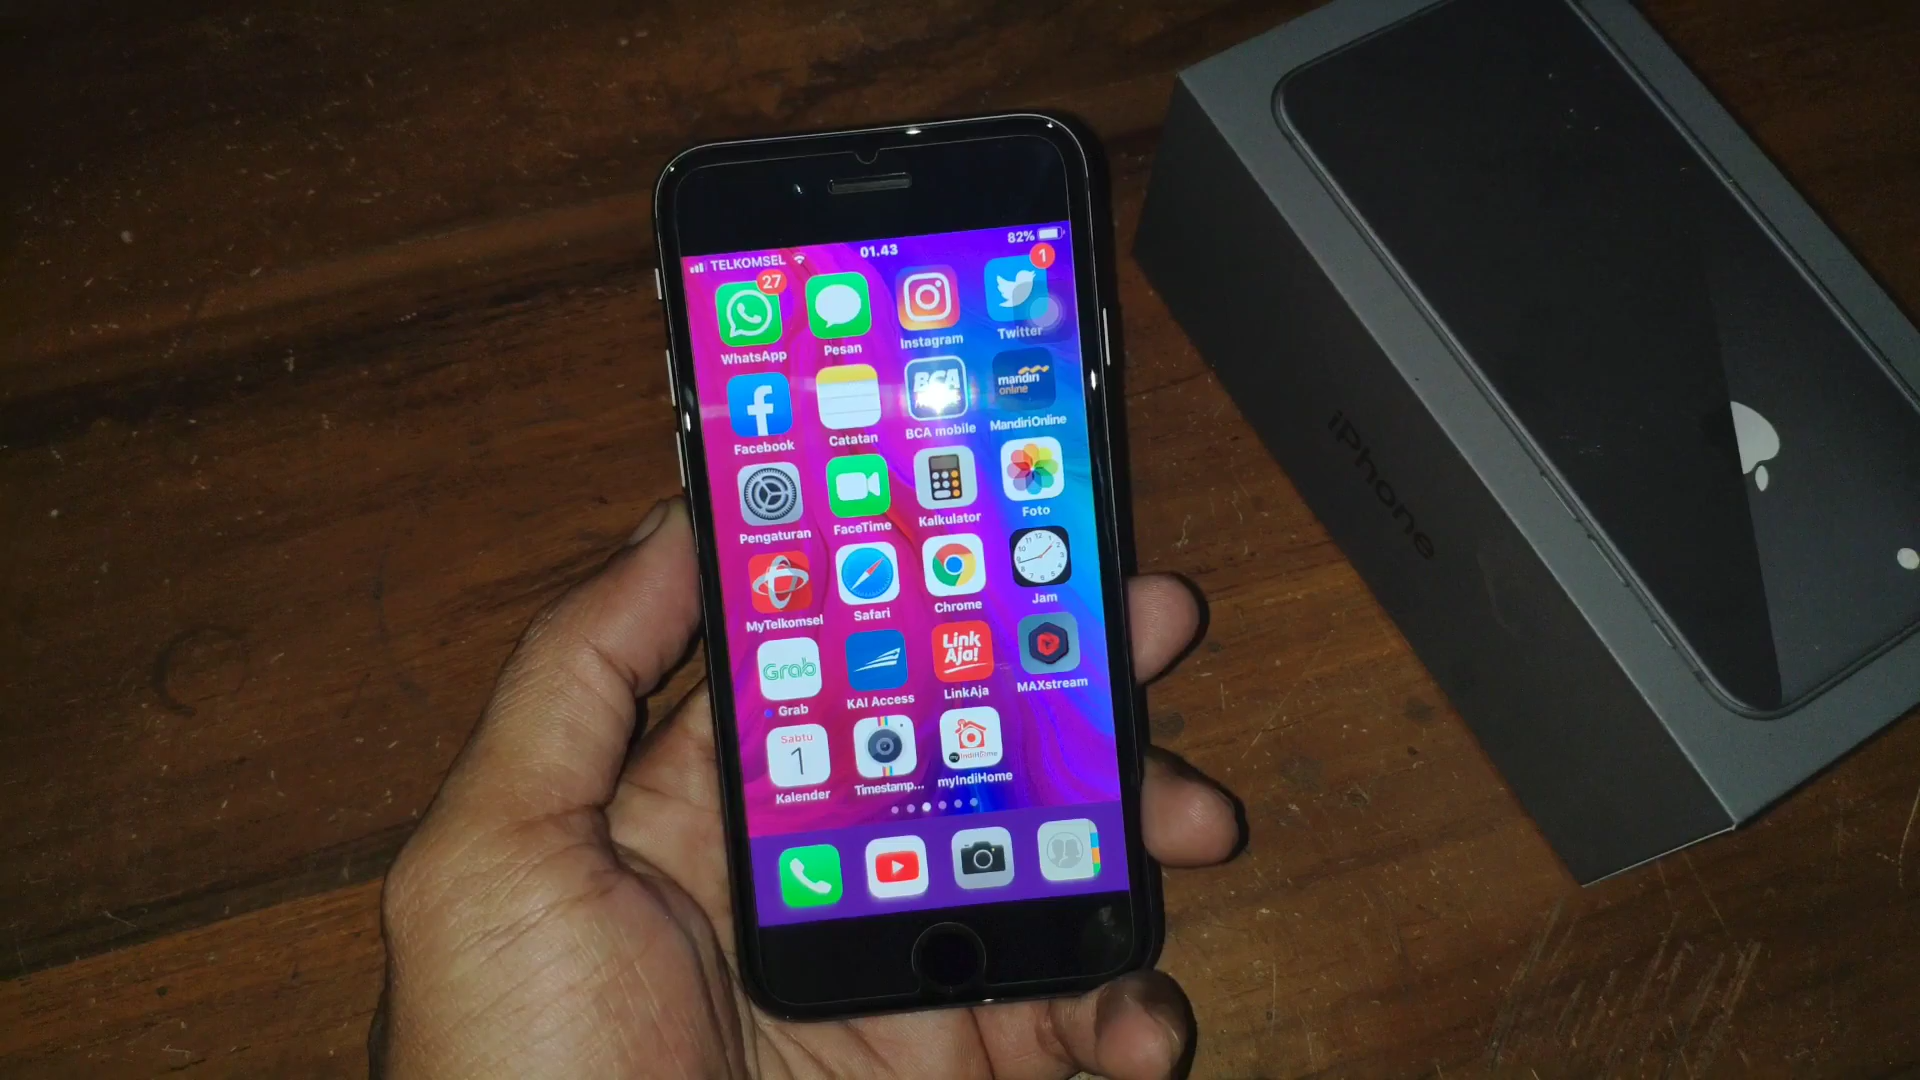 TELKOMSEL 01.43 82%
27 1
WhatsApp Pesan Instagram Twitter
BCA mandiri
online
Facebook Catatan BCA mobile MandiriOnline
Pengaturan FaceTime Kalkulator Foto
MyTelkomsel Safari Chrome Jam
Grab Link
Aja!
Grab KAI Access LinkAja MAXstream
Sabtu
1 myIndiHome
Kalender Timestamp... myIndiHome
iPhone